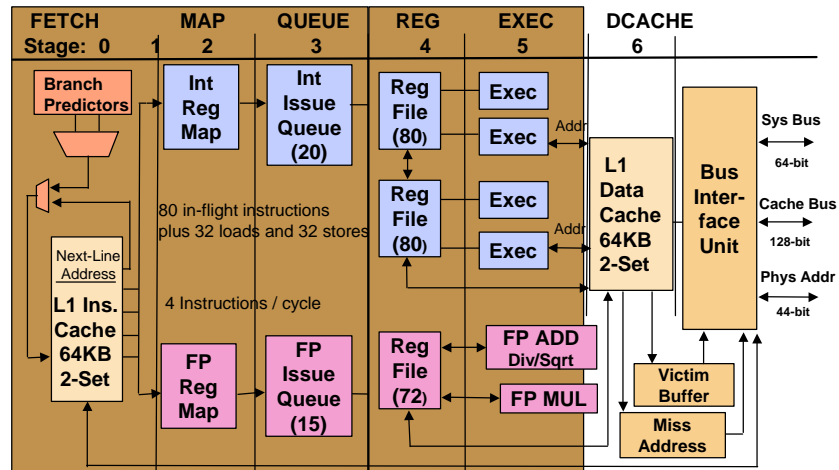 FETCH MAP QUEUE REG EXEC DCACHE
Stage: 0 1 2 3 4 5 6
Branch
Predictors
Int
Reg
Map
Int
Issue
Queue
(20)
Reg
File
(80)
Exec
Exec
Addr
Sys Bus
64-bit
Reg
File
(80)
Exec
Exec
Addr
L1
Data
Cache
64KB
2-Set
Bus
Inter-
face
Unit
Cache Bus
128-bit
Phys Addr
44-bit
80 in-flight instructions
plus 32 loads and 32 stores
Next-Line
Address
L1 Ins.
Cache
64KB
2-Set
4 Instructions / cycle
FP
Reg
Map
FP
Issue
Queue
(15)
Reg
File
(72)
FP ADD
Div/Sqrt
FP MUL
Victim
Buffer
Miss
Address